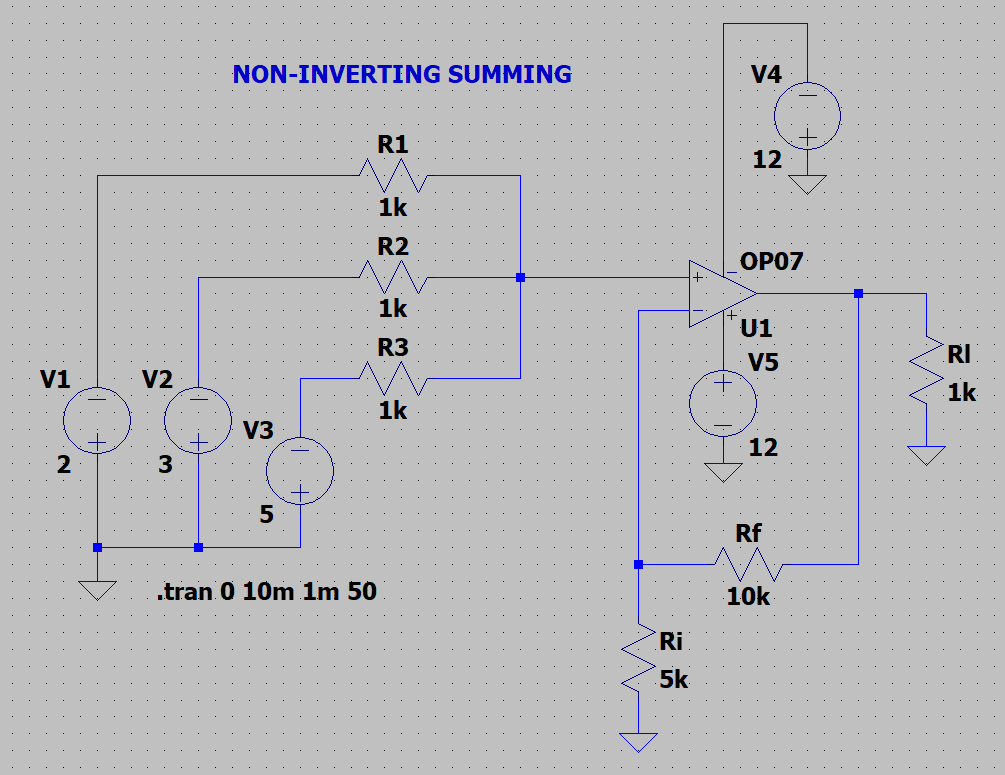 NON-INVERTING SUMMING
V4
12
R1
1k
R2
1k
OP07
U1
R3
1k
V5
12
Rl
1k
V1
2
V2
3
V3
5
Rf
10k
.tran 0 10m 1m 50
Ri
5k